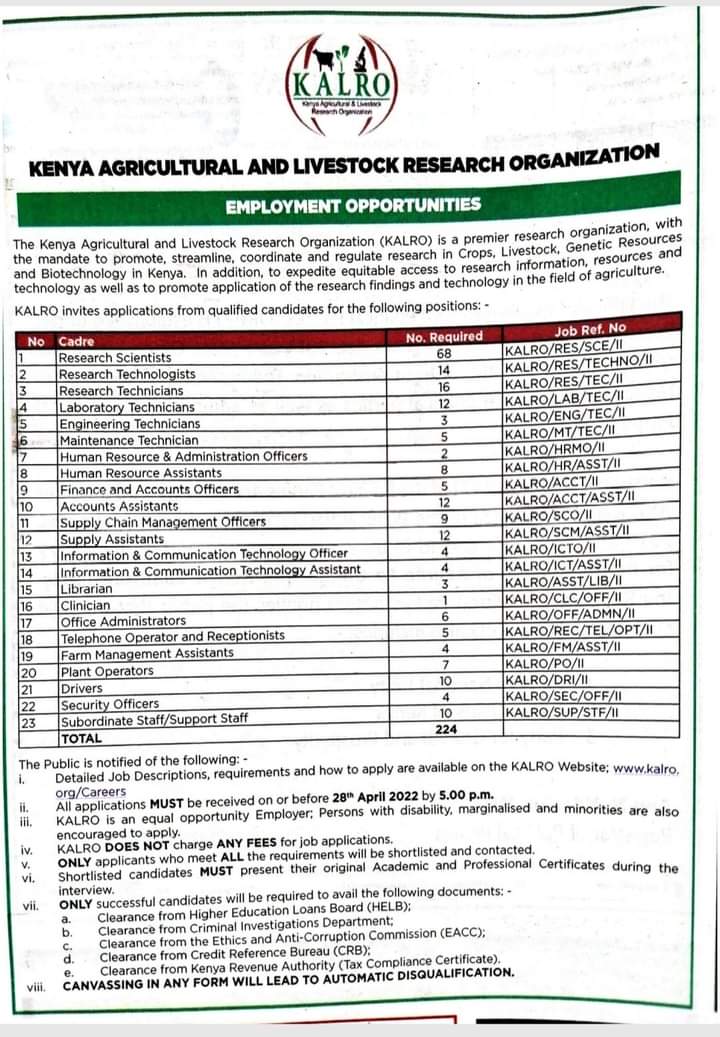 KALRO
Kenya Agricultural & Livestock
Research Organization
KENYA AGRICULTURAL AND LIVESTOCK RESEARCH ORGANIZATION
EMPLOYMENT OPPORTUNITIES
The Kenya Agricultural and Livestock Research Organization (KALRO) is a premier research organization, with
the mandate to promote, streamline, coordinate and regulate research in Crops, Livestock, Genetic Resources
and Biotechnology in Kenya. In addition, to expedite equitable access to research information, resources and
technology as well as to promote application of the research findings and technology in the field of agriculture.
KALRO invites applications from qualified candidates for the following positions: -
No Cadre No. Required Job Ref. No
1 Research Scientists 68 KALRO/RES/SCE/II
2 Research Technologists 14 KALRO/RES/TECHNO/II
3 Research Technicians 16 KALRO/RES/TEC/II
4 Laboratory Technicians 12 KALRO/LAB/TEC/II
5 Engineering Technicians 3 KALRO/ENG/TEC/II
6 Maintenance Technician 5 KALRO/MT/TEC/II
7 Human Resource & Administration Officers 2 KALRO/HRMO/II
8 Human Resource Assistants 8 KALRO/HR/ASST/II
9 Finance and Accounts Officers 5 KALRO/ACCT/II
10 Accounts Assistants 12 KALRO/ACCT/ASST/II
11 Supply Chain Management Officers 9 KALRO/SCO/II
12 Supply Assistants 12 KALRO/SCM/ASST/II
13 Information & Communication Technology Officer 4 KALRO/ICTO/II
14 Information & Communication Technology Assistant 4 KALRO/ICT/ASST/II
15 Librarian 3 KALRO/ASST/LIB/II
16 Clinician 1 KALRO/CLC/OFF/II
17 Office Administrators 6 KALRO/OFF/ADMN/II
18 Telephone Operator and Receptionists 5 KALRO/REC/TEL/OPT/II
19 Farm Management Assistants 4 KALRO/FM/ASST/II
20 Plant Operators 7 KALRO/PO/II
21 Drivers 10 KALRO/DRI/II
22 Security Officers 4 KALRO/SEC/OFF/II
23 Subordinate Staff/Support Staff 10 KALRO/SUP/STF/II
TOTAL 224
The Public is notified of the following: -
i. Detailed Job Descriptions, requirements and how to apply are available on the KALRO Website; www.kalro.
org/Careers
ii. All applications MUST be received on or before 28th April 2022 by 5.00 p.m.
iii. KALRO is an equal opportunity Employer; Persons with disability, marginalised and minorities are also
encouraged to apply.
iv. KALRO DOES NOT charge ANY FEES for job applications.
v. ONLY applicants who meet ALL the requirements will be shortlisted and contacted.
vi. Shortlisted candidates MUST present their original Academic and Professional Certificates during the
interview.
vii. ONLY successful candidates will be required to avail the following documents: -
a. Clearance from Higher Education Loans Board (HELB);
b. Clearance from Criminal Investigations Department;
c. Clearance from the Ethics and Anti-Corruption Commission (EACC);
d. Clearance from Credit Reference Bureau (CRB);
e. Clearance from Kenya Revenue Authority (Tax Compliance Certificate).
viii. CANVASSING IN ANY FORM WILL LEAD TO AUTOMATIC DISQUALIFICATION.